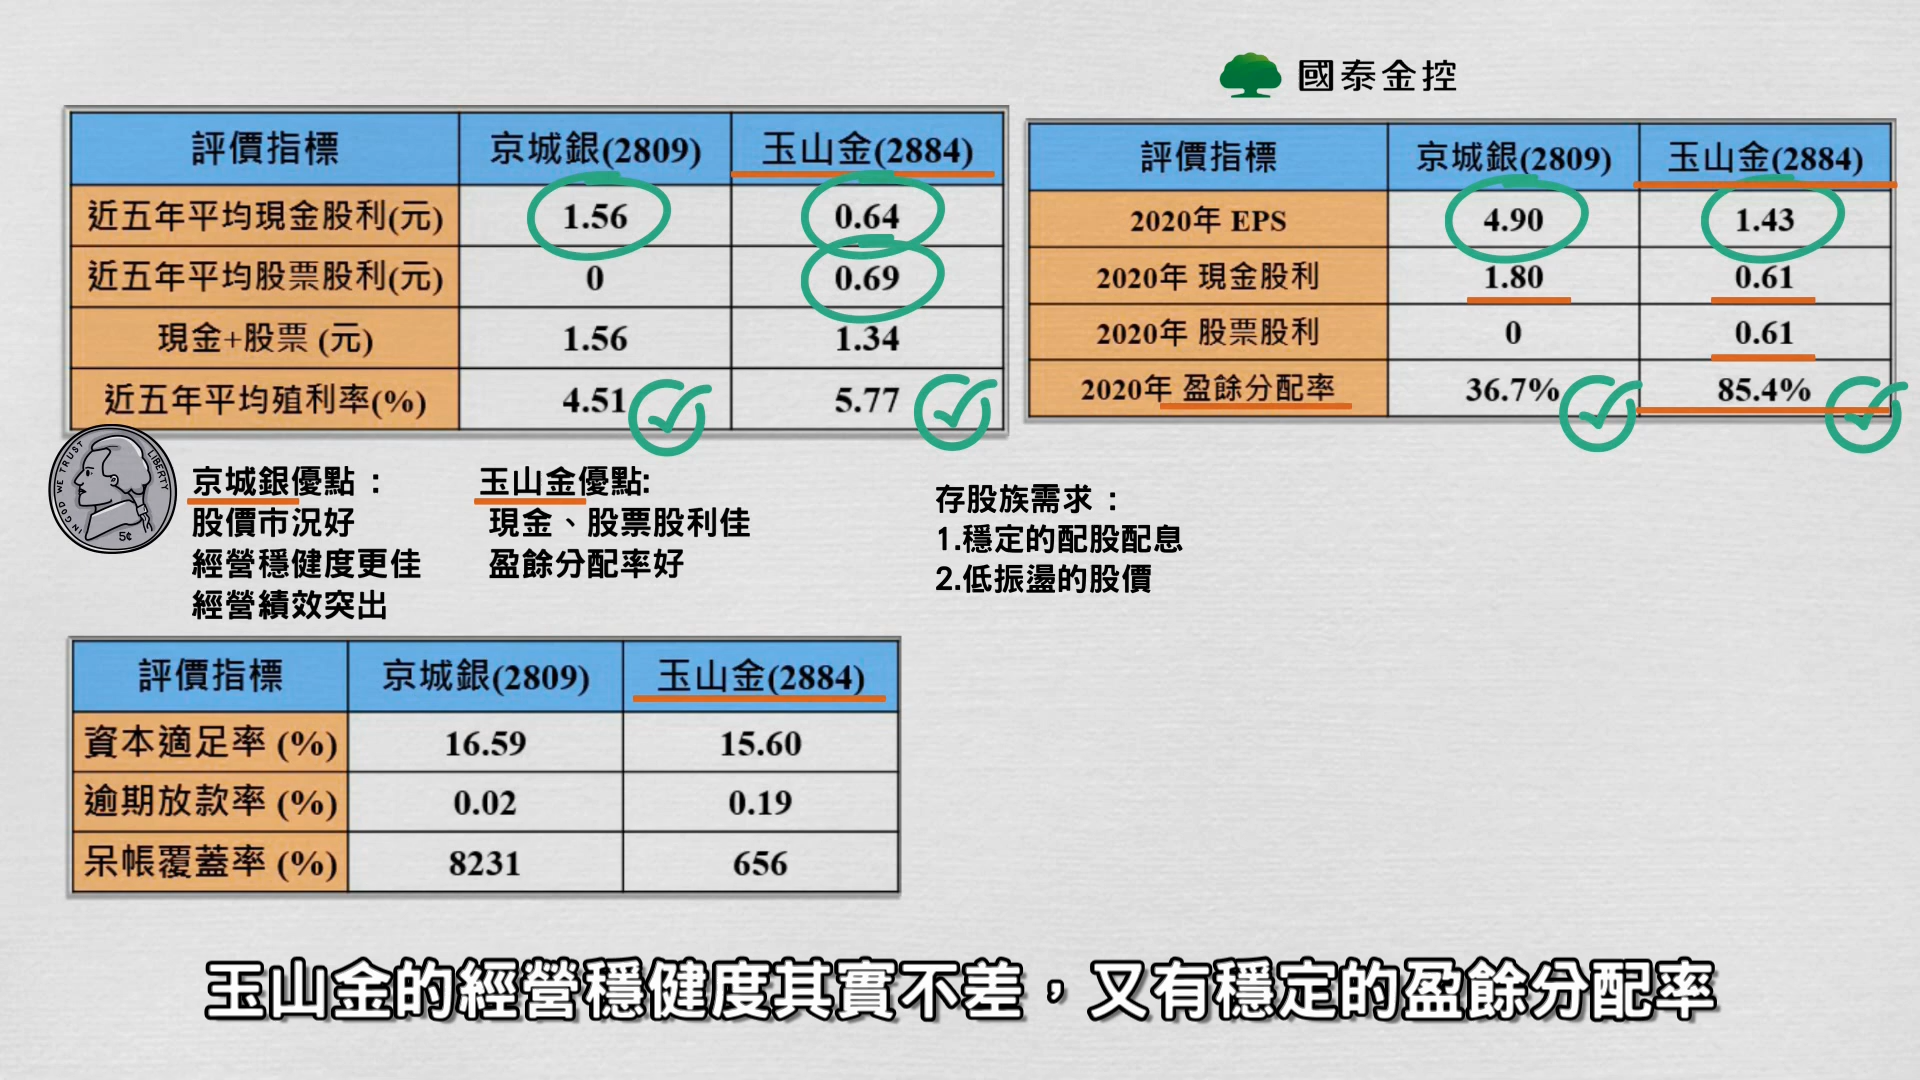 國泰金控
評價指標 京城銀(2809) 玉山金(2884)
近五年平均現金股利(元) 1.56 0.64
近五年平均股票股利(元) 0 0.69
現金+股票 (元) 1.56 1.34
近五年平均殖利率(%) 4.51 5.77
評價指標 京城銀(2809) 玉山金(2884)
2020年 EPS 4.90 1.43
2020年 現金股利 1.80 0.61
2020年 股票股利 0 0.61
2020年 盈餘分配率 36.7% 85.4%
IN GOD WE TRUST
LIBERTY
5¢
京城銀優點：
股價市況好
經營穩健度更佳
經營績效突出
玉山金優點:
現金、股票股利佳
盈餘分配率好
存股族需求：
1.穩定的配股配息
2.低振盪的股價
評價指標 京城銀(2809) 玉山金(2884)
資本適足率 (%) 16.59 15.60
逾期放款率 (%) 0.02 0.19
呆帳覆蓋率 (%) 8231 656
玉山金的經營穩健度其實不差，又有穩定的盈餘分配率